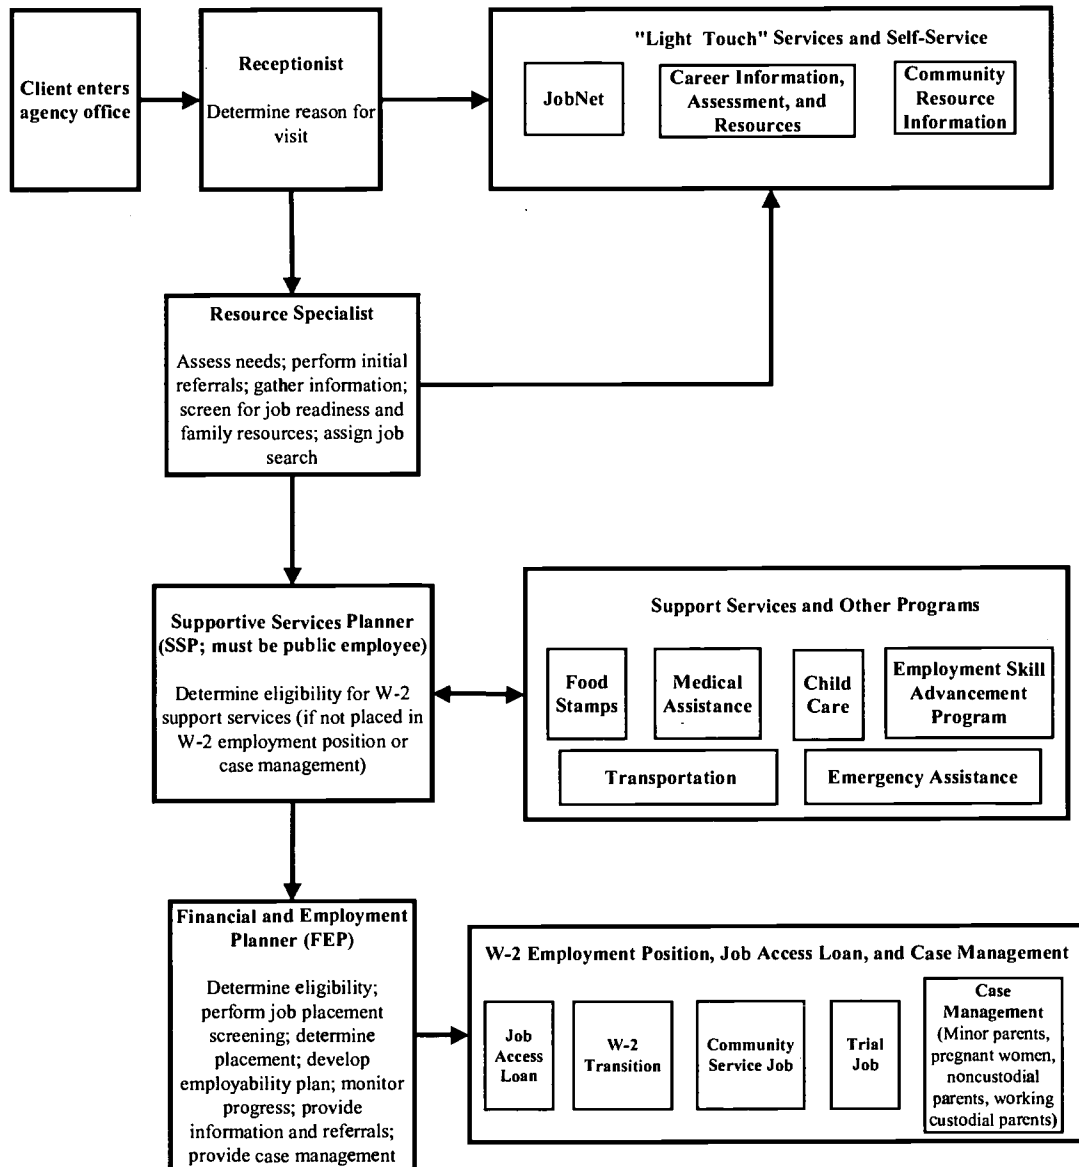 Client enters
agency office
Receptionist
Determine reason for
visit
"Light Touch" Services and Self-Service
JobNet
Career Information,
Assessment, and
Resources
Community
Resource
Information
Resource Specialist
Assess needs; perform initial
referrals; gather information;
screen for job readiness and
family resources; assign job
search
Supportive Services Planner
(SSP; must be public employee)
Determine eligibility for W-2
support services (if not placed in
W-2 employment position or
case management)
Support Services and Other Programs
Food
Stamps
Medical
Assistance
Child
Care
Employment Skill
Advancement
Program
Transportation
Emergency Assistance
Financial and Employment
Planner (FEP)
Determine eligibility;
perform job placement
screening; determine
placement; develop
employability plan; monitor
progress; provide
information and referrals;
provide case management
W-2 Employment Position, Job Access Loan, and Case Management
Job
Access
Loan
W-2
Transition
Community
Service Job
Trial
Job
Case
Management
(Minor parents,
pregnant women,
noncustodial
parents, working
custodial parents)